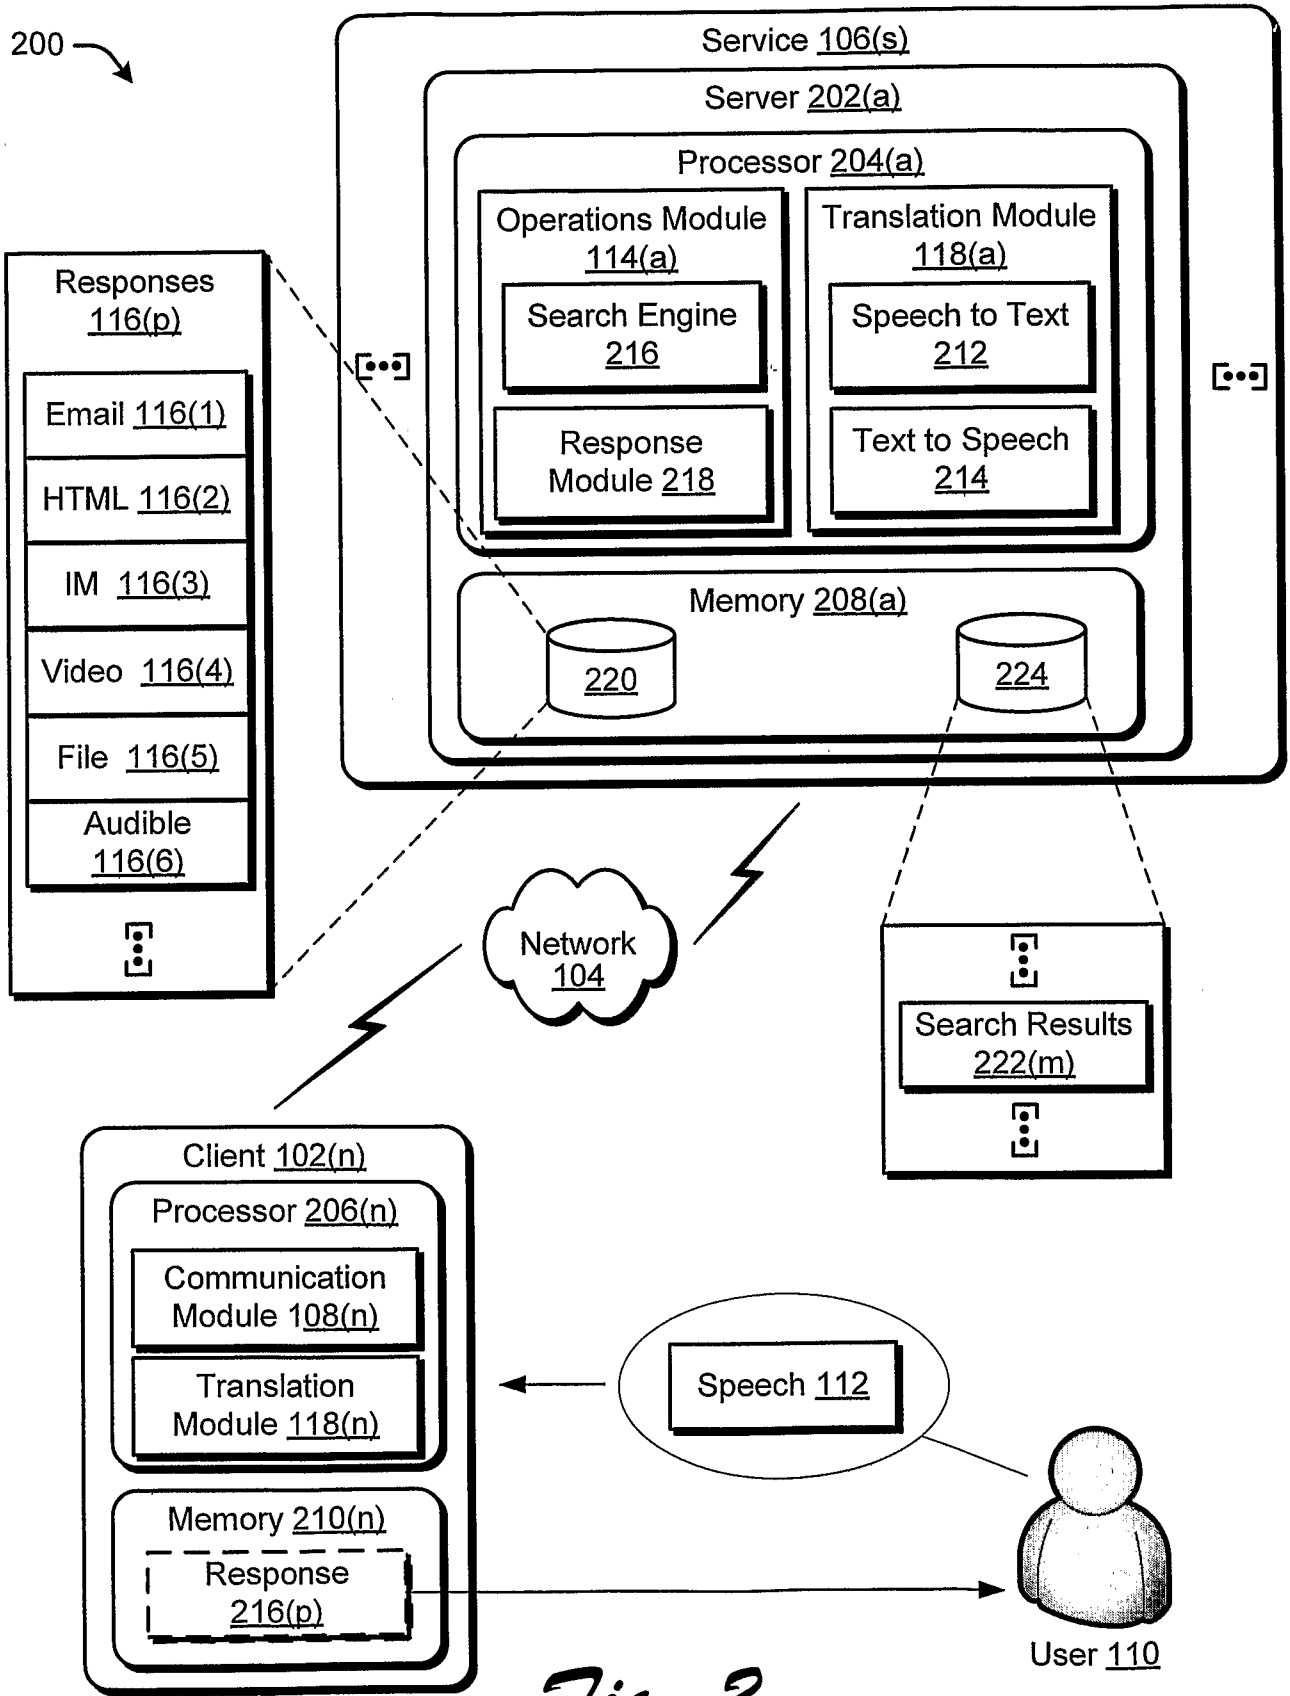 200
Service 106(s)
Server 202(a)
Processor 204(a)
Operations Module
114(a)
Search Engine
216
Response
Module 218
Translation Module
118(a)
Speech to Text
212
Text to Speech
214
Memory 208(a)
220
224
Responses
116(p)
Email 116(1)
HTML 116(2)
IM 116(3)
Video 116(4)
File 116(5)
Audible
116(6)
Network
104
Search Results
222(m)
Client 102(n)
Processor 206(n)
Communication
Module 108(n)
Translation
Module 118(n)
Memory 210(n)
Response
216(p)
Speech 112
User 110
Fig. 2